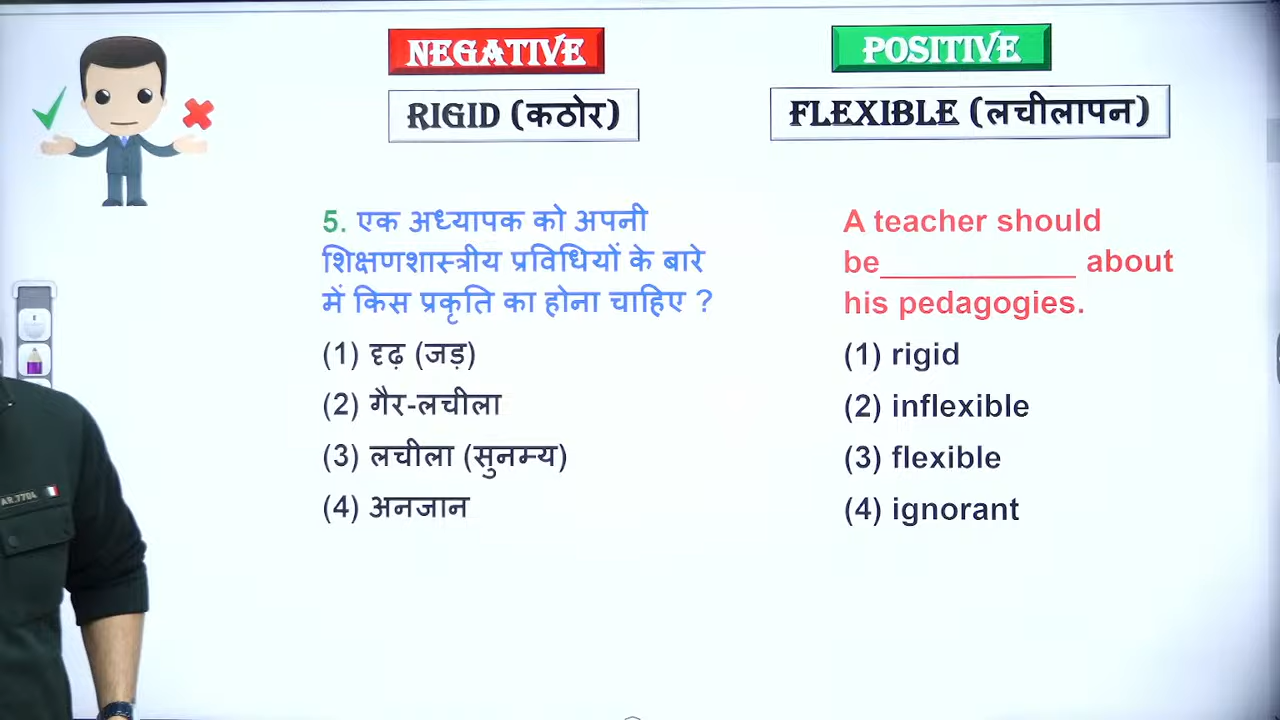 NEGATIVE
POSITIVE
RIGID (कठोर)
FLEXIBLE (लचीलापन)
5. एक अध्यापक को अपनी
शिक्षणशास्त्रीय प्रविधियों के बारे
में किस प्रकृति का होना चाहिए ?
(1) दृढ़ (जड़)
(2) गैर-लचीला
(3) लचीला (सुनम्य)
(4) अनजान
A teacher should
be____________ about
his pedagogies.
(1) rigid
(2) inflexible
(3) flexible
(4) ignorant
AR.7704